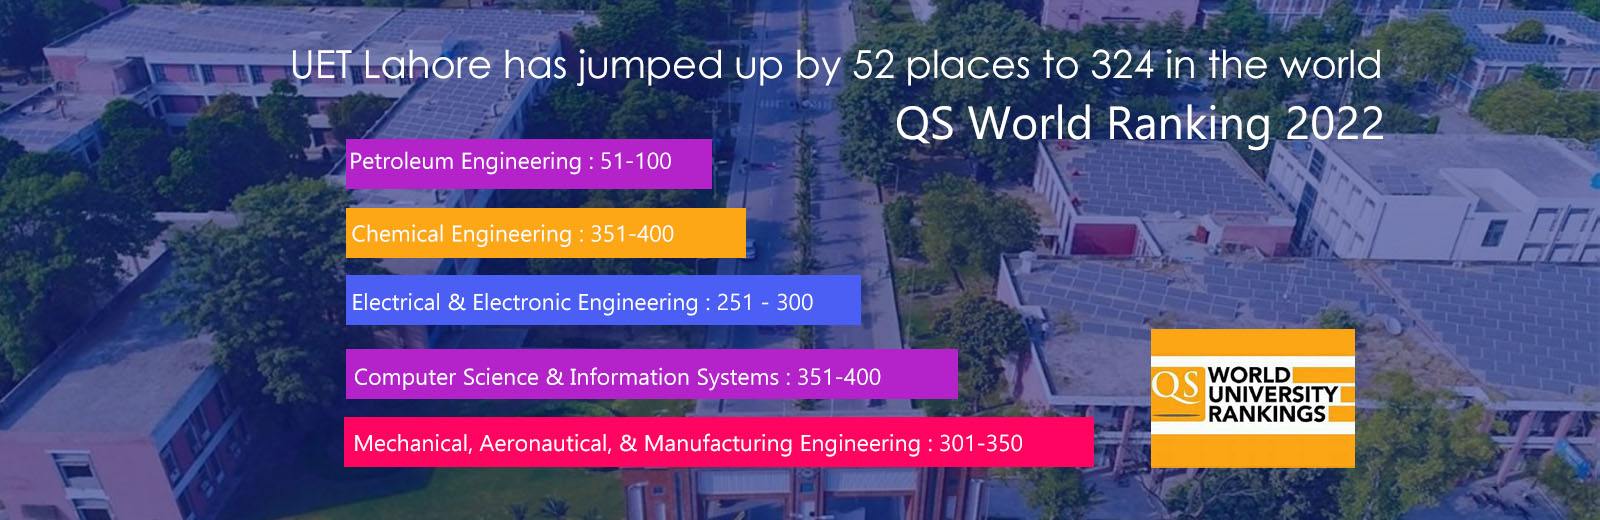 UET Lahore has jumped up by 52 places to 324 in the world
QS World Ranking 2022
Petroleum Engineering : 51-100
Chemical Engineering : 351-400
Electrical & Electronic Engineering : 251 - 300
Computer Science & Information Systems : 351-400
Mechanical, Aeronautical, & Manufacturing Engineering : 301-350
QS WORLD
UNIVERSITY
RANKINGS